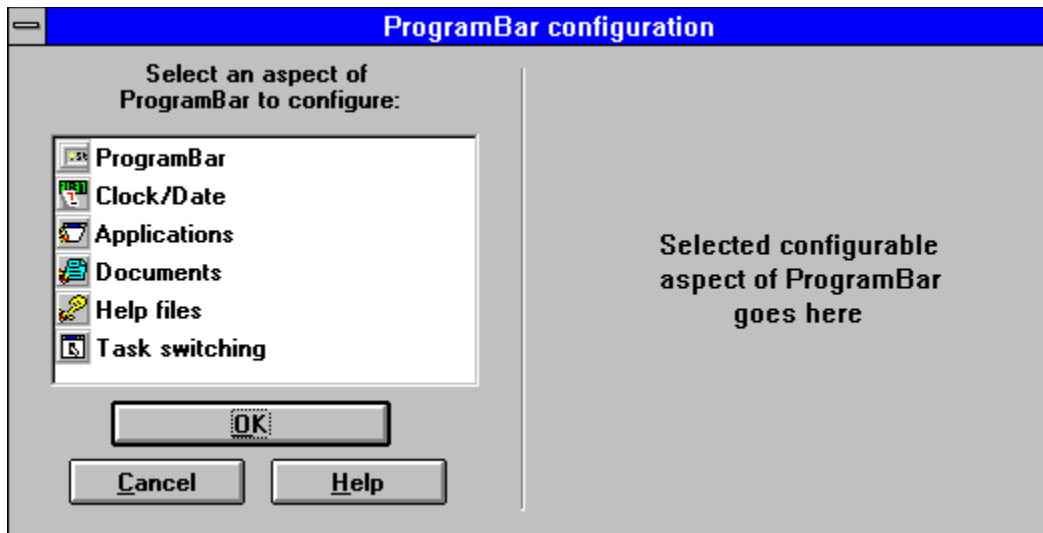 ProgramBar configuration
Select an aspect of
ProgramBar to configure:
ProgramBar
Clock/Date
Applications
Documents
Help files
Task switching
OK
Cancel
Help
Selected configurable
aspect of ProgramBar
goes here